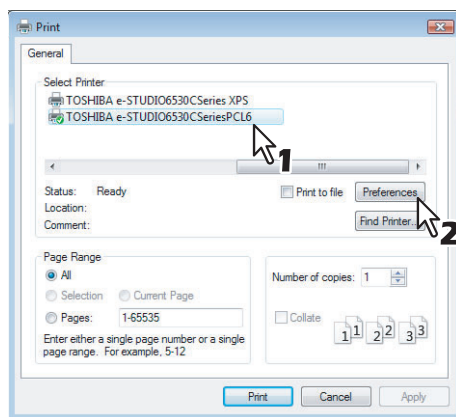 Print
General
Select Printer
TOSHIBA e-STUDIO6530CSeries XPS
TOSHIBA e-STUDIO6530CSeriesPCL6
1
Status: Ready
Print to file
Preferences
Location:
Comment:
Find Printer...
2
Page Range
All
Selection
Current Page
Pages: 1-65535
Enter either a single page number or a single
page range. For example, 5-12
Number of copies: 1
Collate
1 1 2 2 3 3
Print Cancel Apply